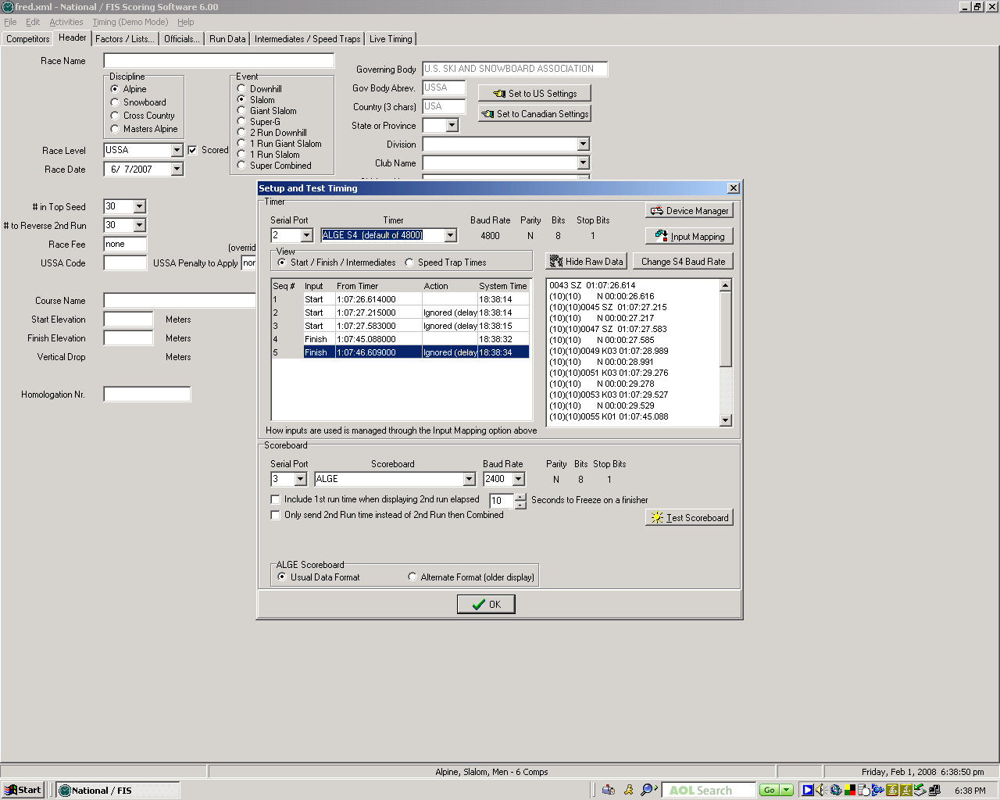 fred.xml - National / FIS Scoring Software 6.00
File Edit Activities Timing (Demo Mode) Help
Competitors Header Factors / Lists... Officials... Run Data Intermediates / Speed Traps Live Timing
Race Name
Discipline
Alpine
Snowboard
Cross Country
Masters Alpine
Event
Downhill
Slalom
Giant Slalom
Super-G
2 Run Downhill
1 Run Giant Slalom
1 Run Slalom
Super Combined
Governing Body U.S. SKI AND SNOWBOARD ASSOCIATION
Gov Body Abrev. USSA Set to US Settings
Country (3 chars) USA Set to Canadian Settings
State or Province
Division
Club Name
Race Level USSA Scored
Race Date 6/ 7/2007
# in Top Seed 30
# to Reverse 2nd Run 30
Race Fee none (overrid
USSA Code USSA Penalty to Apply
Course Name
Start Elevation Meters
Finish Elevation Meters
Vertical Drop Meters
Homologation Nr.
Setup and Test Timing
Timer
Device Manager
Serial Port Timer Baud Rate Parity Bits Stop Bits
2 ALGE S4 (default of 4800) 4800 N 8 1
Input Mapping
View
Start / Finish / Intermediates Speed Trap Times
Hide Raw Data Change S4 Baud Rate
Seq # Input From Timer Action System Time
1 Start 1:07:26.614000 18:38:14
2 Start 1:07:27.215000 Ignored (delay 18:38:14
3 Start 1:07:27.583000 Ignored (delay 18:38:15
4 Finish 1:07:45.088000 18:38:32
5 Finish 1:07:46.609000 Ignored (delay 18:38:34
0043 SZ 01:07:26.614
(10)(10) N 00:00:26.616
(10)(10)0045 SZ 01:07:27.215
(10)(10) N 00:00:27.217
(10)(10)0047 SZ 01:07:27.583
(10)(10) N 00:00:27.585
(10)(10)0049 K03 01:07:28.989
(10)(10) N 00:00:28.991
(10)(10)0051 K03 01:07:29.276
(10)(10) N 00:00:29.278
(10)(10)0053 K03 01:07:29.527
(10)(10) N 00:00:29.529
(10)(10)0055 K01 01:07:45.088
How inputs are used is managed through the Input Mapping option above
Scoreboard
Serial Port Scoreboard Baud Rate Parity Bits Stop Bits
3 ALGE 2400 N 8 1
Include 1st run time when displaying 2nd run elapsed 10 Seconds to Freeze on a finisher
Only send 2nd Run time instead of 2nd Run then Combined
Test Scoreboard
ALGE Scoreboard
Usual Data Format Alternate Format (older display)
OK
Alpine, Slalom, Men - 6 Comps Friday, Feb 1, 2008 6:38:50 pm
Start National / FIS AOL Search Go 6:38 PM